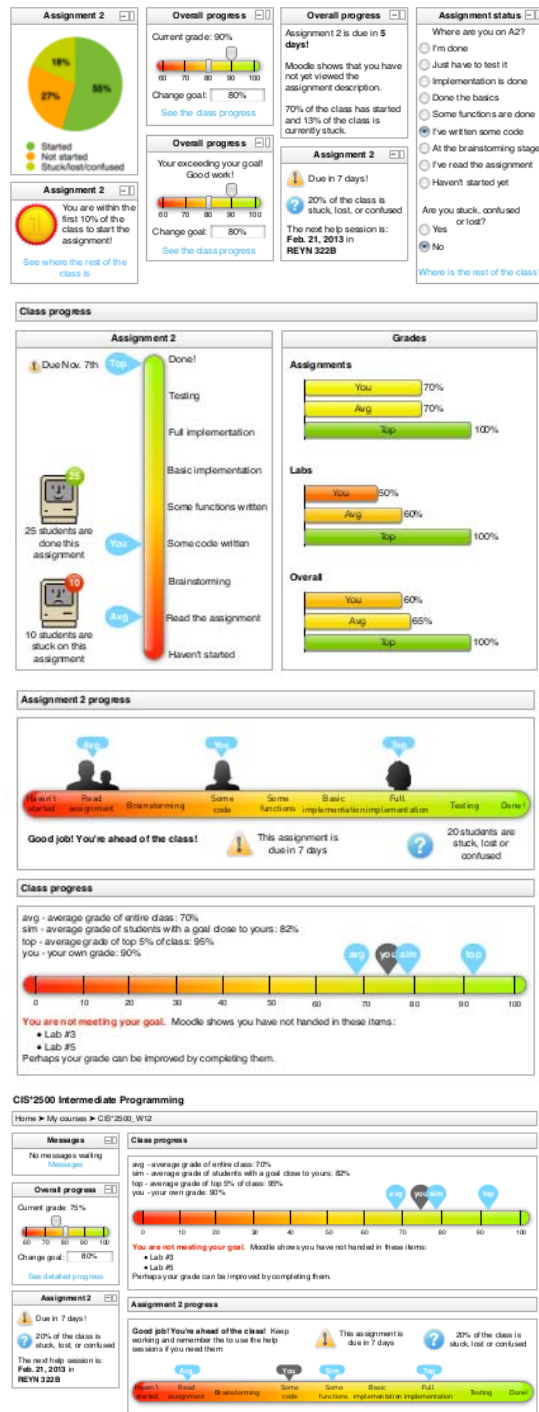 Assignment 2
18%
27%
55%
Started
Not started
Stuck/lost/confused
Assignment 2
You are within the
first 10% of the
class to start the
assignment!
See where the rest of the
class is
Overall progress
Current grade: 90%
60 70 80 90 100
Change goal: 80%
See the class progress
Overall progress
Your exceeding your goal!
Good work!
60 70 80 90 100
Change goal: 80%
See the class progress
Overall progress
Assignment 2 is due in 5
days!
Moodle shows that you have
not yet viewed the
assignment description.
70% of the class has started
and 13% of the class is
currently stuck.
Assignment 2
Due in 7 days!
20% of the class is
stuck, lost, or confused
The next help session is:
Feb. 21, 2013 in
REYN 322B
Assignment status
Where are you on A2?
I'm done
Just have to test it
Implementation is done
Done the basics
Some functions are done
I've written some code
At the brainstorming stage
I've read the assignment
Haven't started yet
Are you stuck, confused
or lost?
Yes
No
Where is the rest of the class?
Class progress
Assignment 2
Due Nov. 7th
Top
Done!
Testing
Full implementation
Basic implementation
Some functions written
You
Some code written
Brainstorming
Avg
Read the assignment
Haven't started
25
25 students are
done this
assignment
10
10 students are
stuck on this
assignment
Grades
Assignments
You 70%
Avg 70%
Top 100%
Labs
You 50%
Avg 60%
Top 100%
Overall
You 60%
Avg 65%
Top 100%
Assignment 2 progress
Avg You Top
Haven't Read Some Some Basic Full
started assignment Brainstorming code functions implementation implementation Testing Done!
Good job! You're ahead of the class!
This assignment is
due in 7 days
20 students are
stuck, lost or
confused
Class progress
avg - average grade of entire class: 70%
sim - average grade of students with a goal close to yours: 82%
top - average grade of top 5% of class: 95%
you - your own grade: 90%
avg you sim top
0 10 20 30 40 50 60 70 80 90 100
You are not meeting your goal. Moodle shows you have not handed in these items:
• Lab #3
• Lab #5
Perhaps your grade can be improved by completing them.
CIS*2500 Intermediate Programming
Home ➤ My courses ➤ CIS*2500_W12
Messages
No messages waiting
Messages
Overall progress
Current grade: 75%
60 70 80 90 100
Change goal: 80%
See detailed progress
Assignment 2
Due in 7 days!
20% of the class is
stuck, lost, or confused
The next help session is:
Feb. 21, 2013 in
REYN 322B
Class progress
avg - average grade of entire class: 70%
sim - average grade of students with a goal close to yours: 82%
top - average grade of top 5% of class: 95%
you - your own grade: 90%
avg you sim top
0 10 20 30 40 50 60 70 80 90 100
You are not meeting your goal. Moodle shows you have not handed in these items:
• Lab #3
• Lab #5
Perhaps your grade can be improved by completing them.
Assignment 2 progress
Good job! You're ahead of the class! Keep
working and remember the to use the help
sessions if you need them
This assignment is
due in 7 days
20% of the class is
stuck, lost or confused
Avg You Sim Top
Haven't Read Some Some Basic Full
started assignment Brainstorming code functions implementation implementation Testing Done!